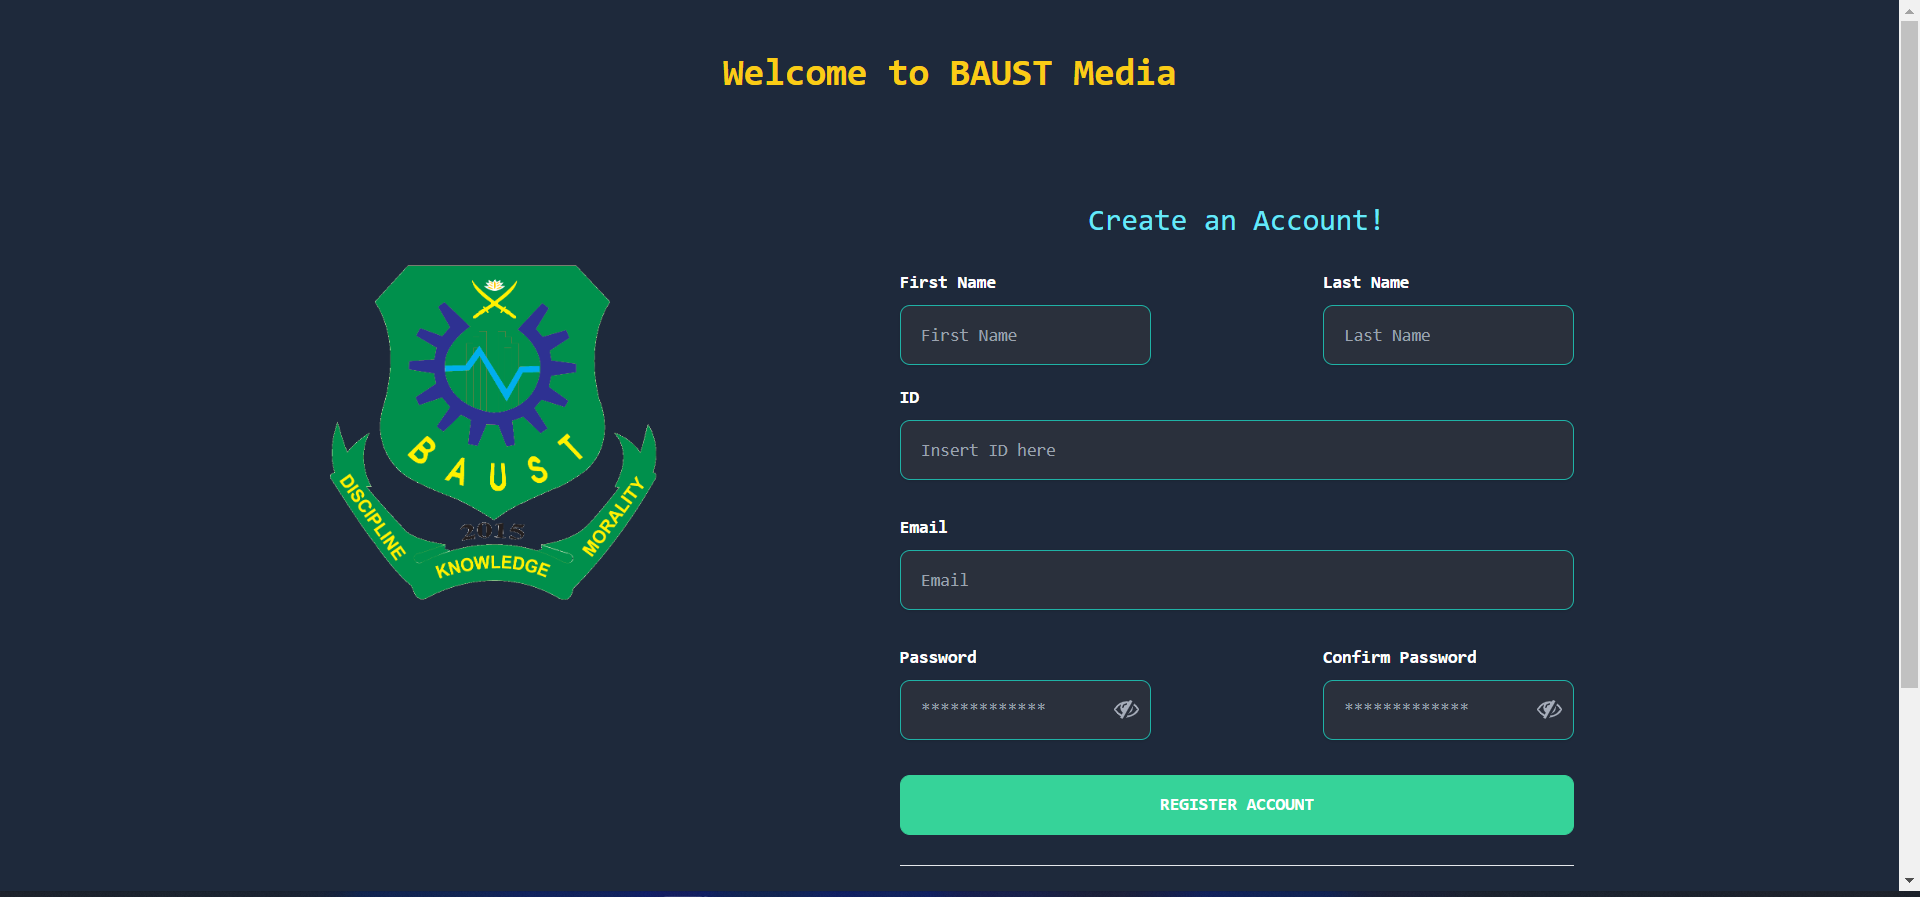 Welcome to BAUST Media
BAUST
2015
DISCIPLINE
KNOWLEDGE
MORALITY
Create an Account!
First Name
Last Name
First Name
Last Name
ID
Insert ID here
Email
Email
Password
Confirm Password
*************
*************
REGISTER ACCOUNT